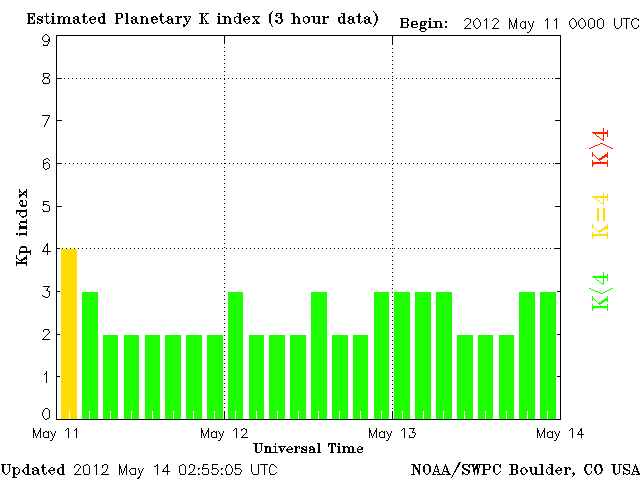 Estimated Planetary K index (3 hour data)
Begin: 2012 May 11 0000 UTC
9
8
7
6
5
4
3
2
1
0
Kp index
K>4
K=4
K<4
May 11
May 12
May 13
May 14
Universal Time
Updated 2012 May 14 02:55:05 UTC
NOAA/SWPC Boulder, CO USA